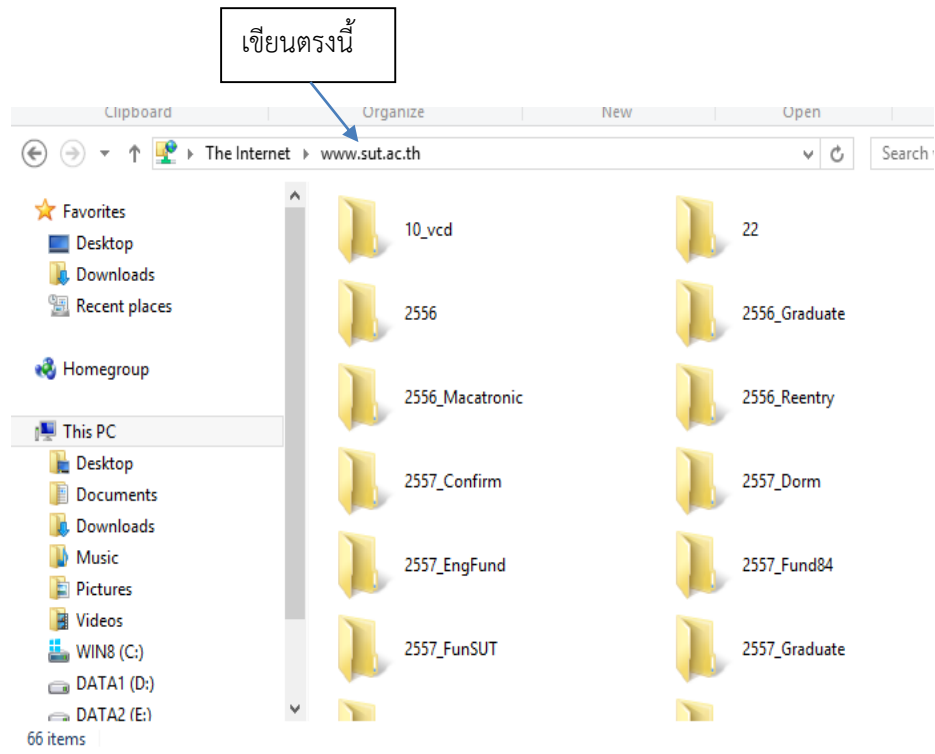 เขียนตรงนี้
Clipboard Organize New Open
The Internet www.sut.ac.th Search
Favorites
Desktop
Downloads
Recent places
Homegroup
This PC
Desktop
Documents
Downloads
Music
Pictures
Videos
WIN8 (C:)
DATA1 (D:)
DATA2 (E:)
10_vcd 22
2556 2556_Graduate
2556_Macatronic 2556_Reentry
2557_Confirm 2557_Dorm
2557_EngFund 2557_Fund84
2557_FunSUT 2557_Graduate
66 items